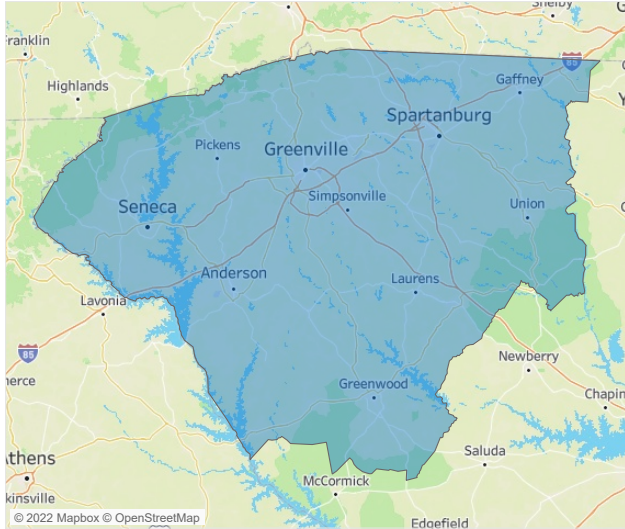 Shelby
G
Franklin
Highlands
85
Gaffney
Y
Spartanburg
Pickens
Greenville
Simpsonville
Seneca
Union
Anderson
Laurens
Lavonia
85
Newberry
merce
Greenwood
Chapin
Athens
Saluda
McCormick
kinsville
© 2022 Mapbox © OpenStreetMap
Edgefield